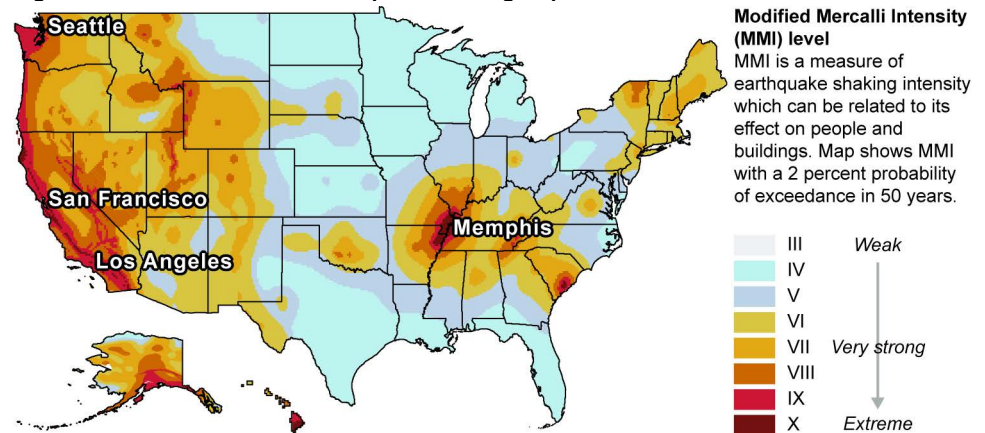 Seattle
San Francisco
Los Angeles
Memphis
Modified Mercalli Intensity
(MMI) level
MMI is a measure of
earthquake shaking intensity
which can be related to its
effect on people and
buildings. Map shows MMI
with a 2 percent probability
of exceedance in 50 years.
III Weak
IV
V
VI
VII Very strong
VIII
IX
X Extreme